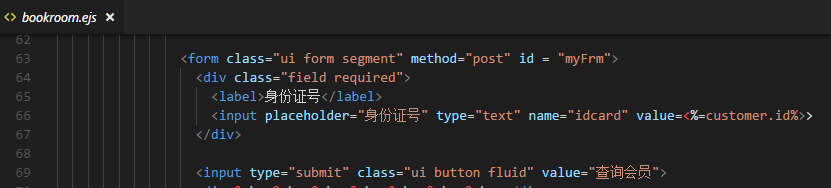 <> bookroom.ejs ×
62
63 <form class="ui form segment" method="post" id = "myFrm">
64 <div class="field required">
65 <label>身份证号</label>
66 <input placeholder="身份证号" type="text" name="idcard" value=<%=customer.id%>>
67 </div>
68
69 <input type="submit" class="ui button fluid" value="查询会员">